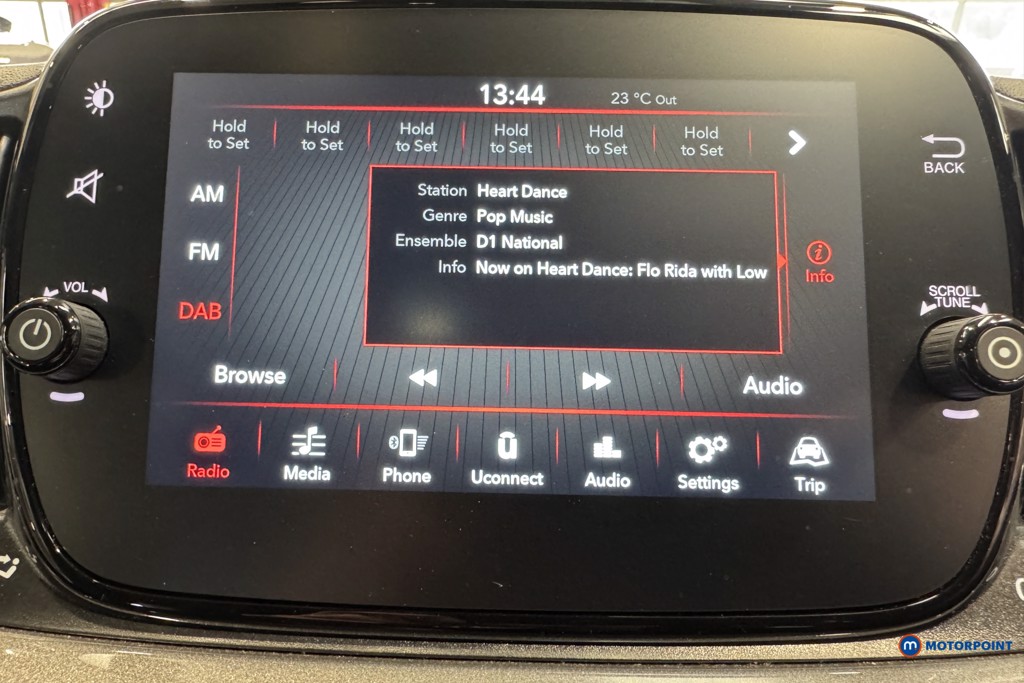 13:44
23 °C Out
Hold to Set
Hold to Set
Hold to Set
Hold to Set
Hold to Set
Hold to Set
BACK
AM
FM
DAB
Station Heart Dance
Genre Pop Music
Ensemble D1 National
Info Now on Heart Dance: Flo Rida with Low
Info
VOL
SCROLL
TUNE
Browse
Audio
Radio
Media
Phone
Uconnect
Audio
Settings
Trip
m MOTORPOINT